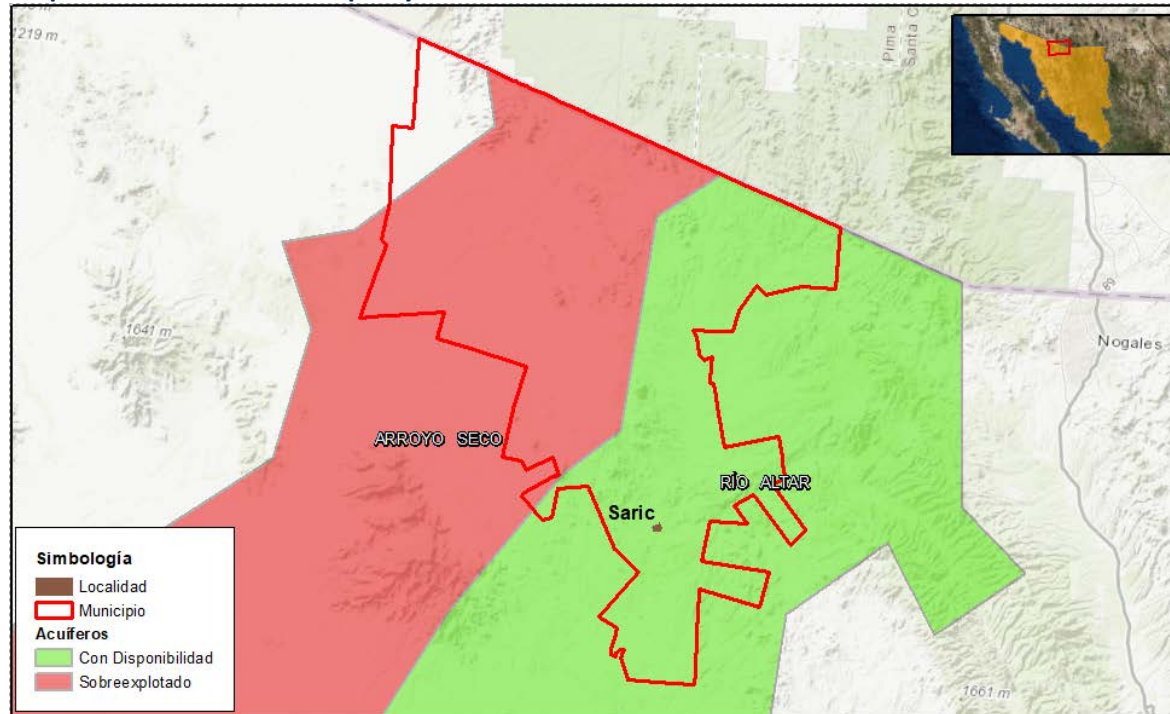 1219 m
Pima
Santa C
1641 m
Nogales
ARROYO SECO
RÍO ALTAR
Saric
Simbología
Localidad
Municipio
Acuíferos
Con Disponibilidad
Sobreexplotado
1661 m